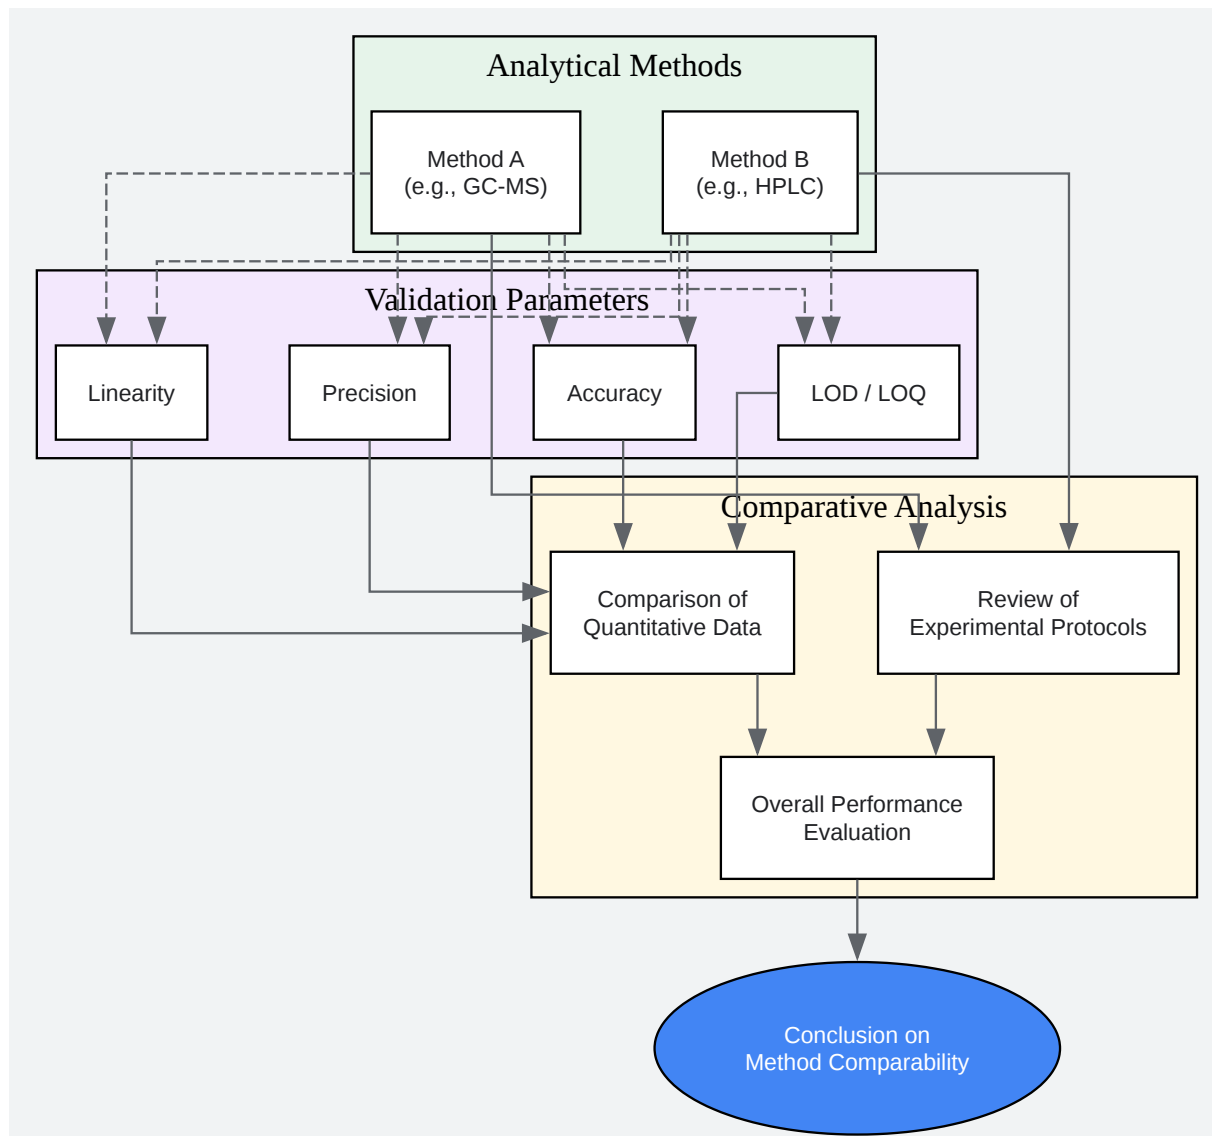 Analytical Methods
Method A
(e.g., GC-MS)
Method B
(e.g., HPLC)
Validation Parameters
Linearity
Precision
Accuracy
LOD / LOQ
Comparative Analysis
Comparison of
Quantitative Data
Review of
Experimental Protocols
Overall Performance
Evaluation
Conclusion on
Method Comparability